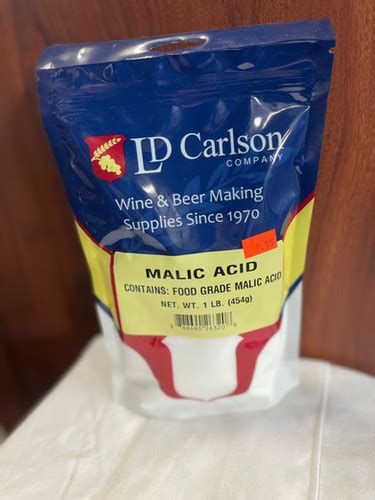 LD Carlson
COMPANY
Wine & Beer Making
Supplies Since 1970
MALIC ACID
CONTAINS: FOOD GRADE MALIC ACID
NET. WT. 1 LB. (454g)